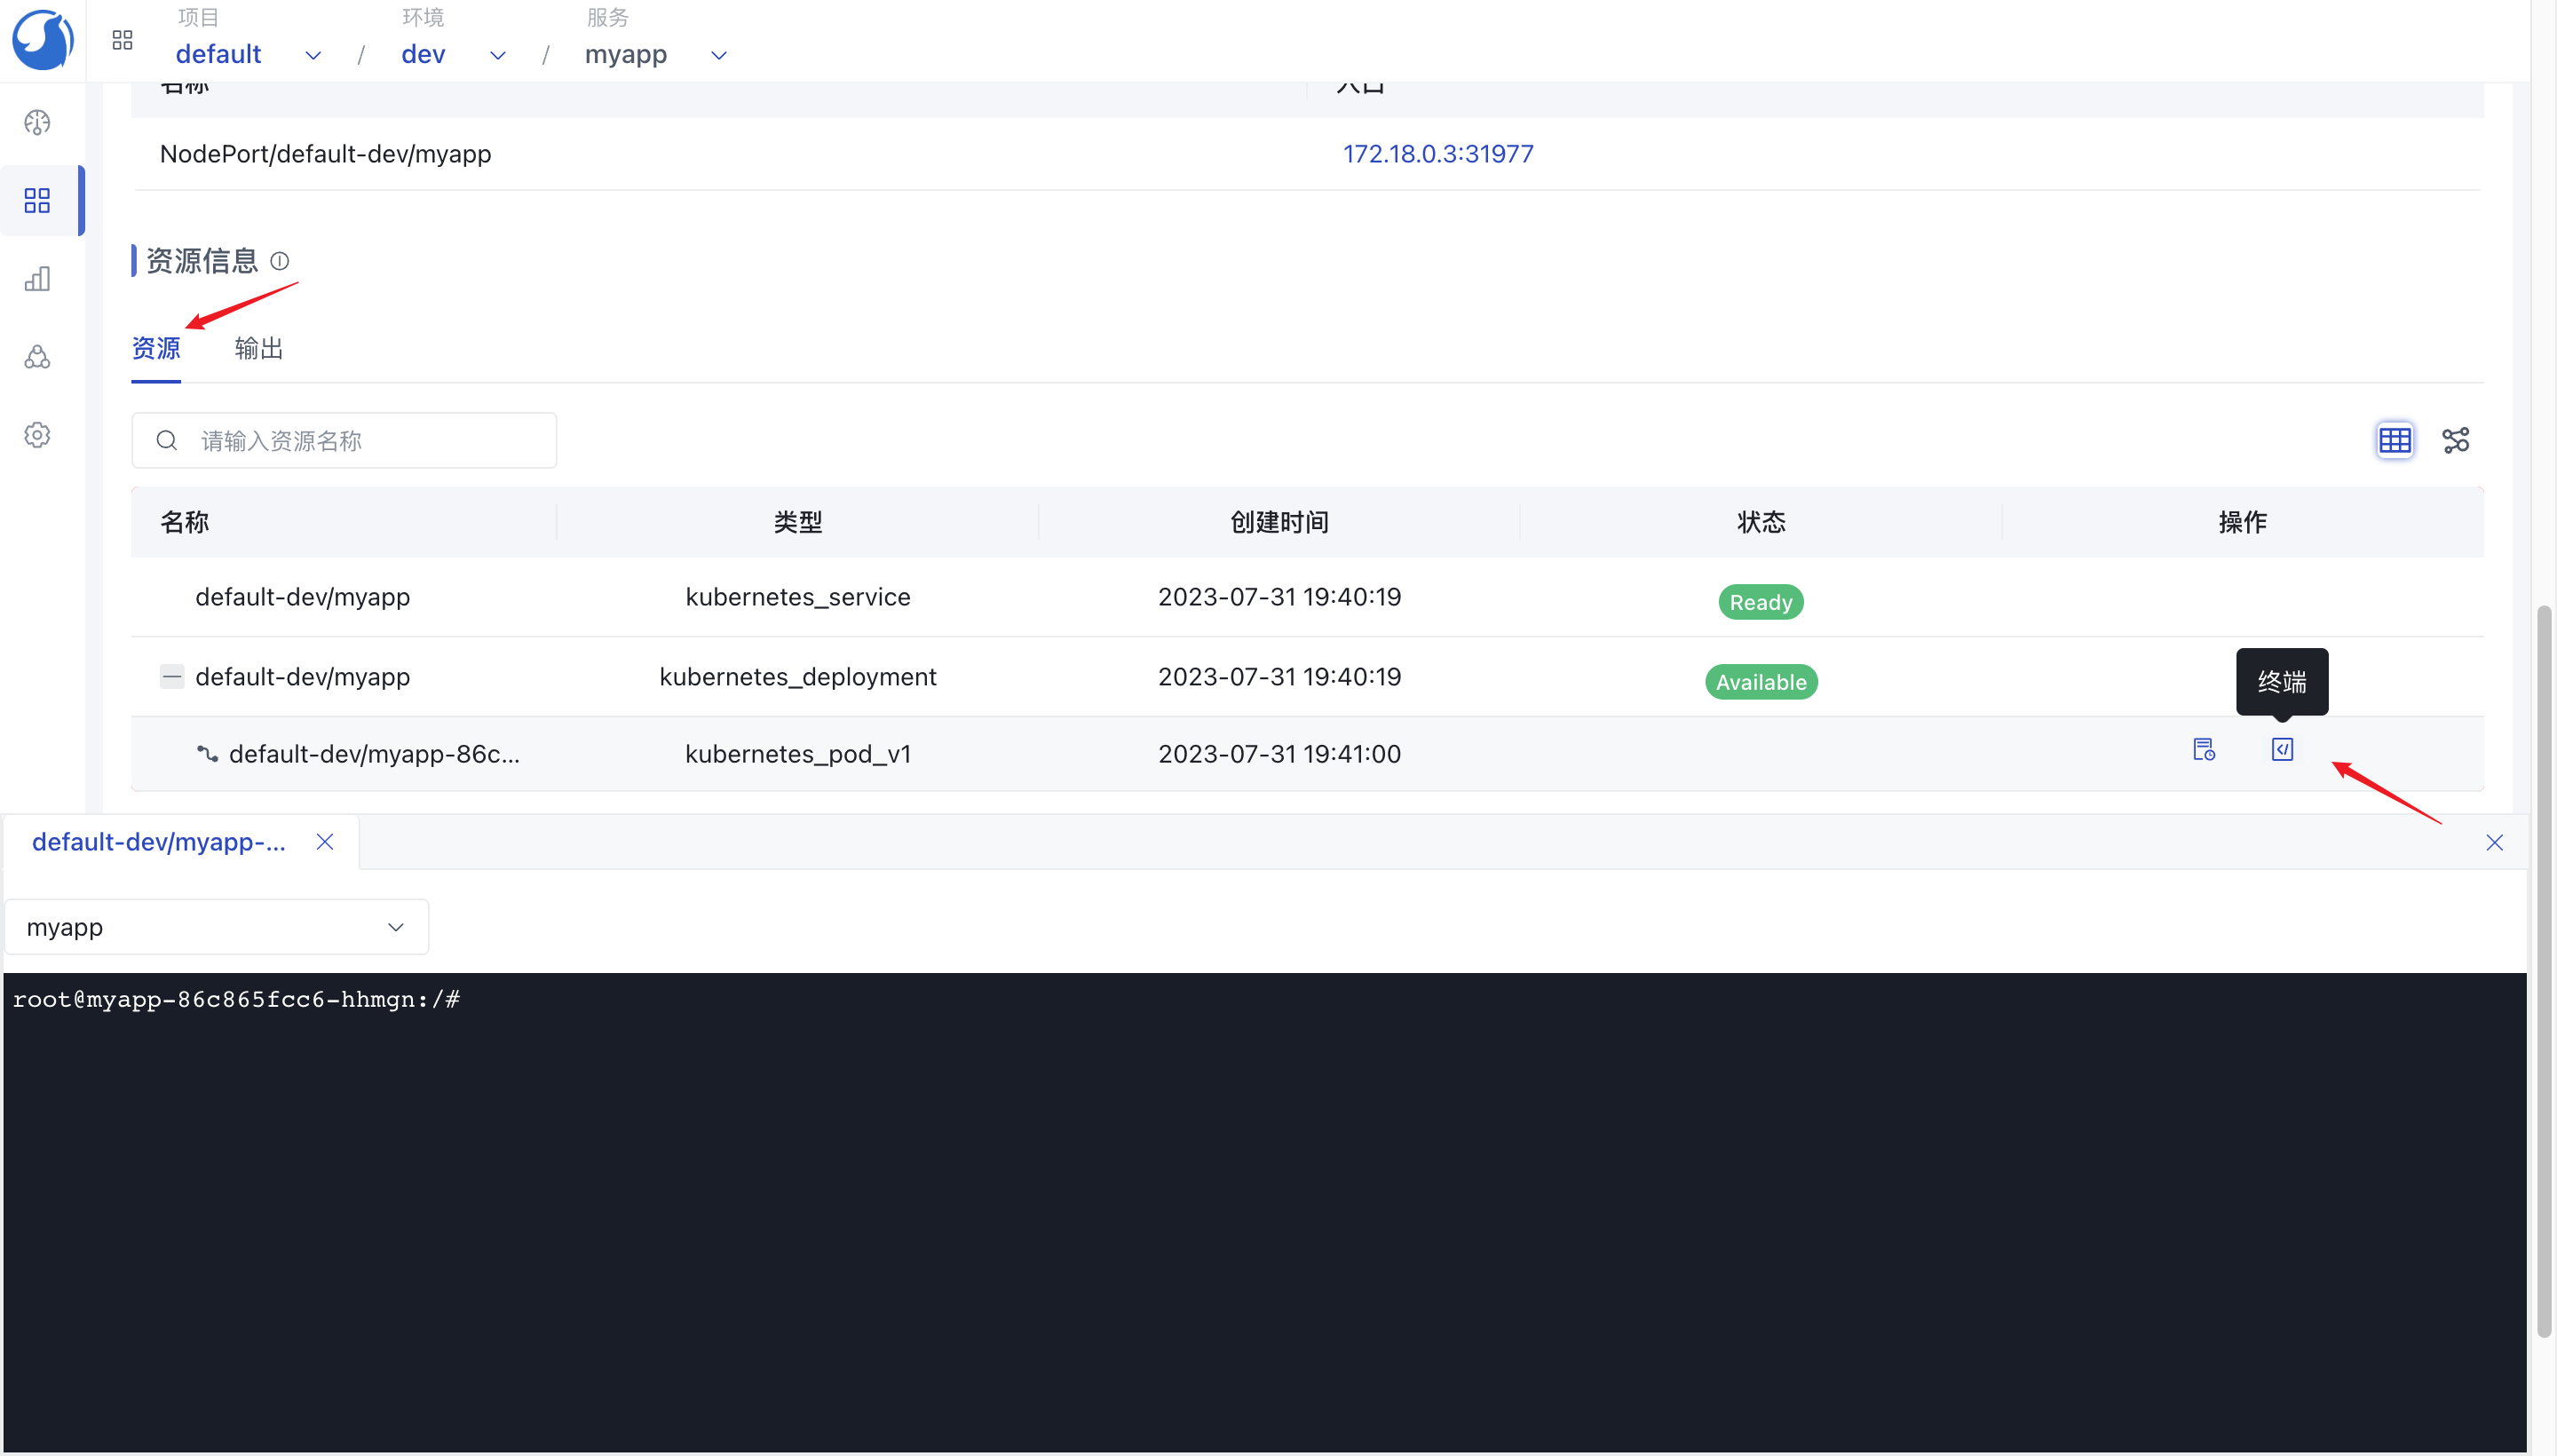 项目 环境 服务
default / dev / myapp
名称 入口
NodePort/default-dev/myapp 172.18.0.3:31977
资源信息
资源 输出
请输入资源名称
名称 类型 创建时间 状态 操作
default-dev/myapp kubernetes_service 2023-07-31 19:40:19 Ready
default-dev/myapp kubernetes_deployment 2023-07-31 19:40:19 Available
终端
default-dev/myapp-86c... kubernetes_pod_v1 2023-07-31 19:41:00
default-dev/myapp-...
myapp
root@myapp-86c865fcc6-hhmgn:/#